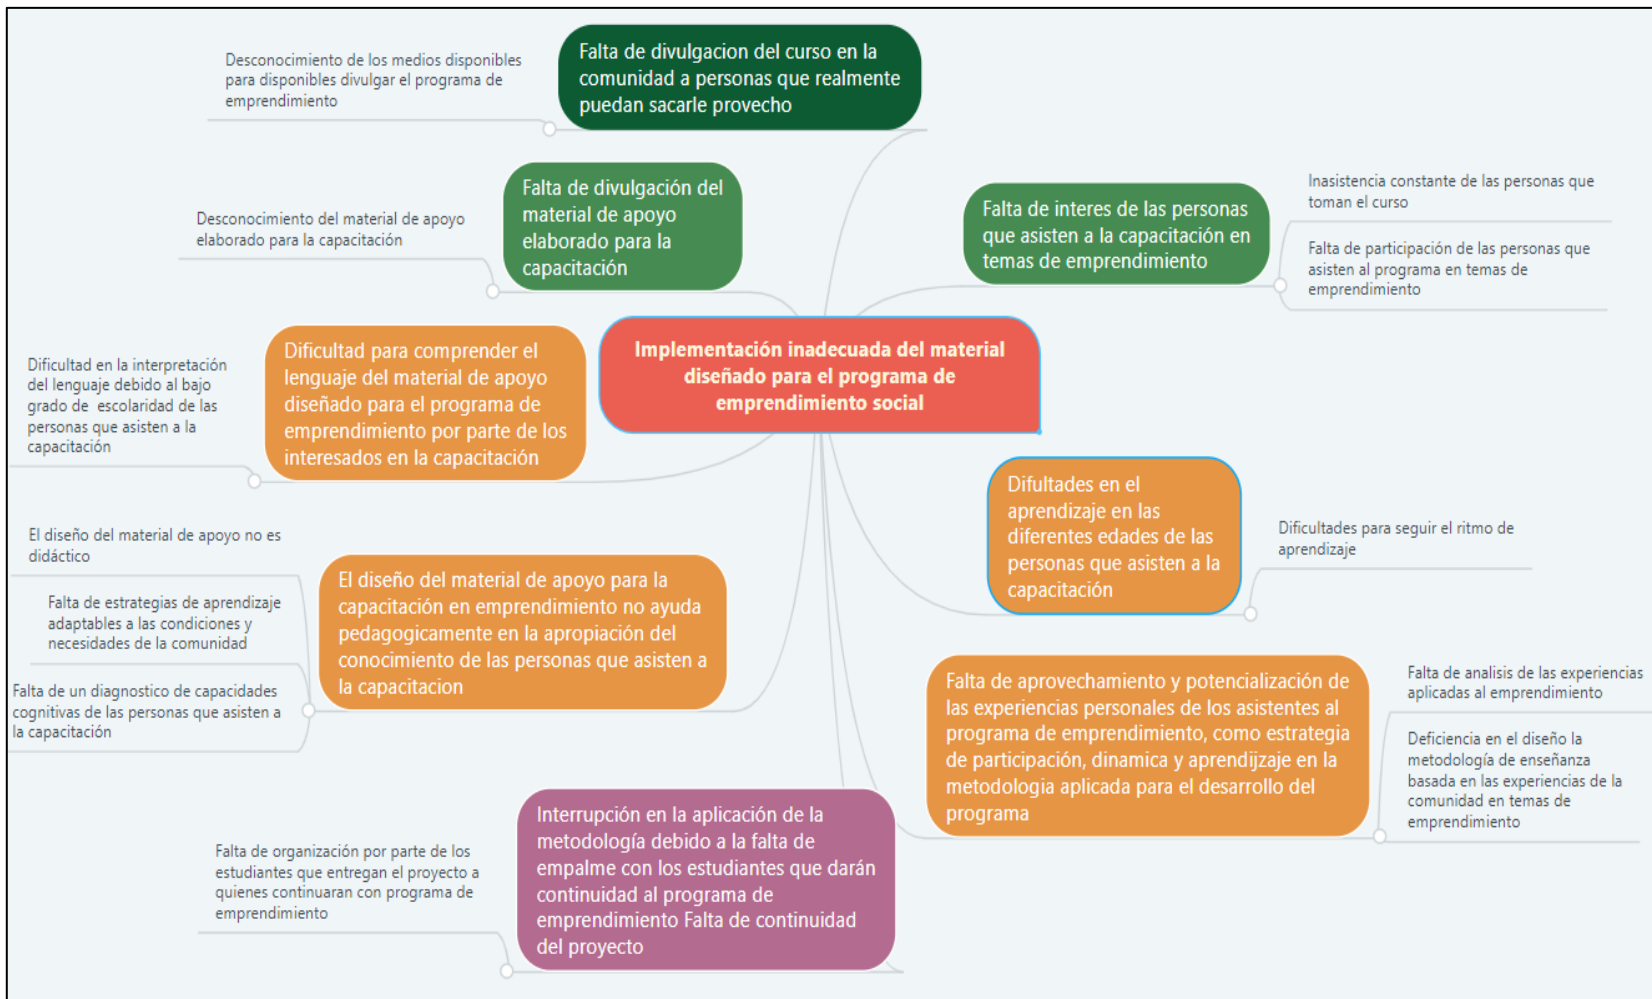 Desconocimiento de los medios disponibles
para disponibles divulgar el programa de
emprendimiento
Falta de divulgacion del curso en la
comunidad a personas que realmente
puedan sacarle provecho
Desconocimiento del material de apoyo
elaborado para la capacitación
Falta de divulgación del
material de apoyo
elaborado para la
capacitación
Falta de interes de las personas
que asisten a la capacitación en
temas de emprendimiento
Inasistencia constante de las personas que
toman el curso
Falta de participación de las personas que
asisten al programa en temas de
emprendimiento
Implementación inadecuada del material
diseñado para el programa de
emprendimiento social
Dificultad en la interpretación
del lenguaje debido al bajo
grado de escolaridad de las
personas que asisten a la
capacitación
Dificultad para comprender el
lenguaje del material de apoyo
diseñado para el programa de
emprendimiento por parte de los
interesados en la capacitación
Difultades en el
aprendizaje en las
diferentes edades de las
personas que asisten a la
capacitación
Dificultades para seguir el ritmo de
aprendizaje
El diseño del material de apoyo no es
didáctico
Falta de estrategias de aprendizaje
adaptables a las condiciones y
necesidades de la comunidad
Falta de un diagnostico de capacidades
cognitivas de las personas que asisten a
la capacitación
El diseño del material de apoyo para la
capacitación en emprendimiento no ayuda
pedagogicamente en la apropiación del
conocimiento de las personas que asisten a
la capacitacion
Falta de aprovechamiento y potencialización de
las experiencias personales de los asistentes al
programa de emprendimiento, como estrategia
de participación, dinamica y aprendijzaje en la
metodologia aplicada para el desarrollo del
programa
Falta de analisis de las experiencias
aplicadas al emprendimiento
Deficiencia en el diseño la
metodología de enseñanza
basada en las experiencias de la
comunidad en temas de
emprendimiento
Falta de organización por parte de los
estudiantes que entregan el proyecto a
quienes continuaran con programa de
emprendimiento
Interrupción en la aplicación de la
metodología debido a la falta de
empalme con los estudiantes que darán
continuidad al programa de
emprendimiento Falta de continuidad
del proyecto